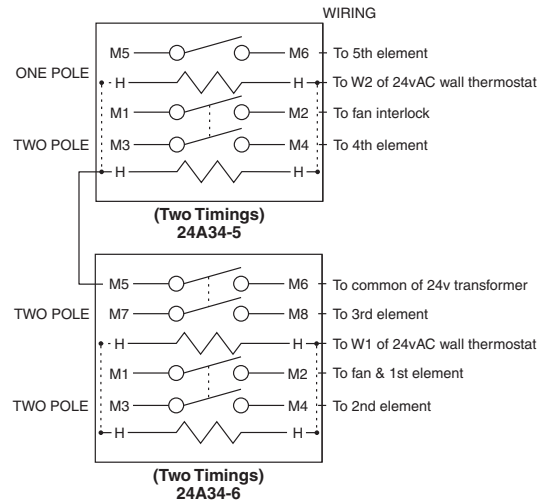 WIRING
M5 M6 To 5th element
ONE POLE H H To W2 of 24vAC wall thermostat
M1 M2 To fan interlock
TWO POLE M3 M4 To 4th element
H H
(Two Timings)
24A34-5
M5 M6 To common of 24v transformer
TWO POLE M7 M8 To 3rd element
H H To W1 of 24vAC wall thermostat
M1 M2 To fan & 1st element
TWO POLE M3 M4 To 2nd element
H H
(Two Timings)
24A34-6